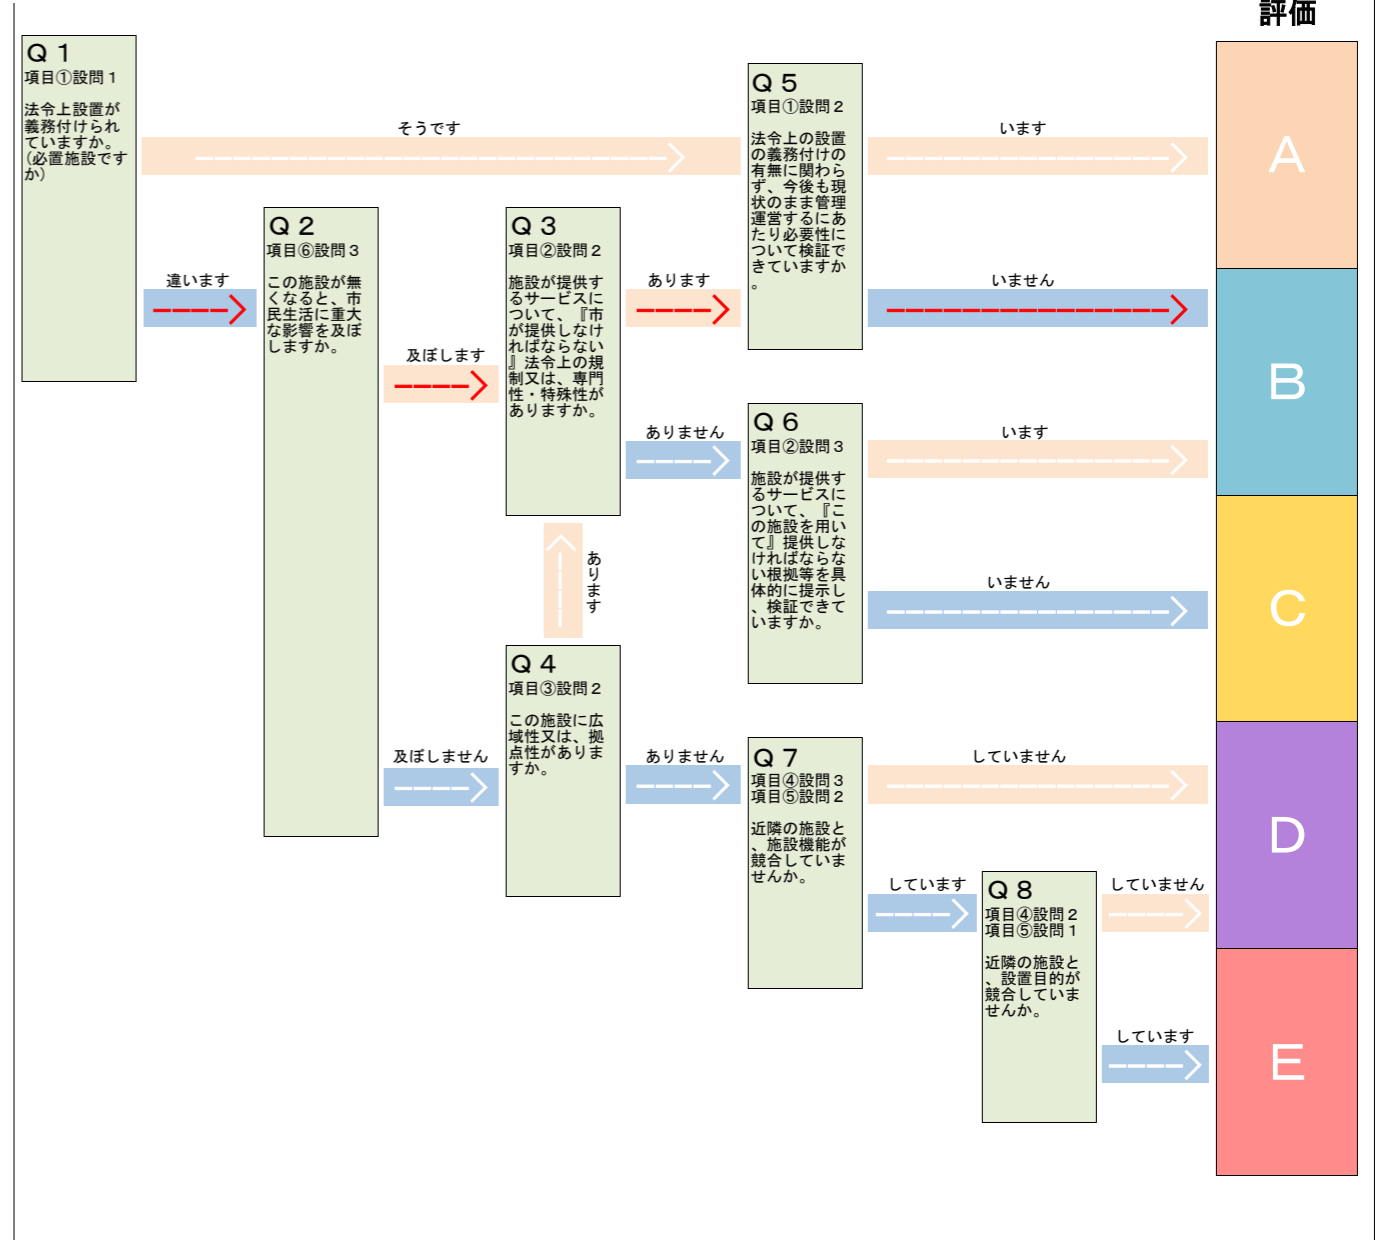 評価
Ｑ１
項目①設問１
法令上設置が
義務付けられ
ていますか。
(必置施設です
か)
そうです
違います
Ｑ２
項目⑥設問３
この施設が無
くなると、市
民生活に重大
な影響を及ぼ
しますか。
及ぼします
及ぼしません
Ｑ３
項目②設問２
施設が提供す
るサービスに
ついて、『市
が提供しなけ
ればならない
』法令上の規
制又は、専門
性・特殊性が
ありますか。
あります
ありません
あります
Ｑ４
項目③設問２
この施設に広
域性又は、拠
点性がありま
すか。
ありません
Ｑ５
項目①設問２
法令上の設置
の義務付けの
有無に関わら
ず、今後も現
状のまま管理
運営するにあ
たり必要性に
ついて検証で
きていますか
。
います
いません
Ｑ６
項目②設問３
施設が提供す
るサービスに
ついて、『こ
の施設を用い
て』提供しな
ければならな
い根拠等を具
体的に提示し
、検証できて
いますか。
います
いません
Ｑ７
項目④設問３
項目⑤設問２
近隣の施設と
、施設機能が
競合していま
せんか。
していません
しています
Ｑ８
項目④設問２
項目⑤設問１
近隣の施設と
、設置目的が
競合していま
せんか。
していません
しています
A
B
C
D
E